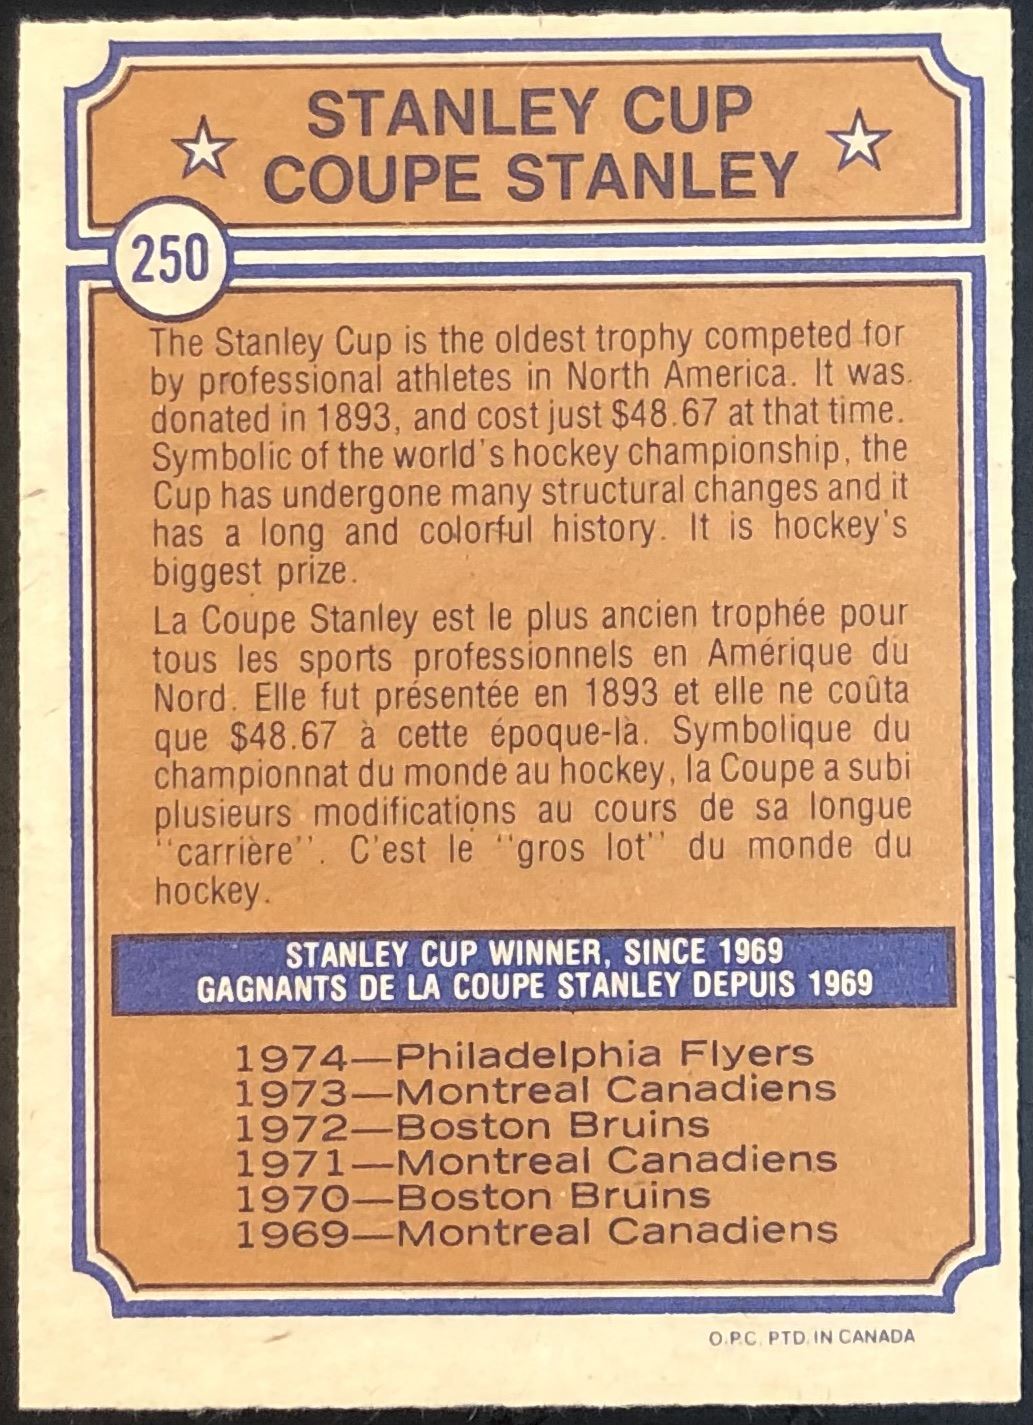 STANLEY CUP
COUPE STANLEY
250
The Stanley Cup is the oldest trophy competed for
by professional athletes in North America. It was
donated in 1893, and cost just $48.67 at that time.
Symbolic of the world's hockey championship, the
Cup has undergone many structural changes and it
has a long and colorful history. It is hockey's
biggest prize.
La Coupe Stanley est le plus ancien trophée pour
tous les sports professionnels en Amérique du
Nord. Elle fut présentée en 1893 et elle ne coûta
que $48.67 à cette époque-là. Symbolique du
championnat du monde au hockey, la Coupe a subi
plusieurs modifications au cours de sa longue
"carrière". C'est le "gros lot" du monde du
hockey.
STANLEY CUP WINNER, SINCE 1969
GAGNANTS DE LA COUPE STANLEY DEPUIS 1969
1974—Philadelphia Flyers
1973—Montreal Canadiens
1972—Boston Bruins
1971—Montreal Canadiens
1970—Boston Bruins
1969—Montreal Canadiens
O.P.C. PTD. IN CANADA